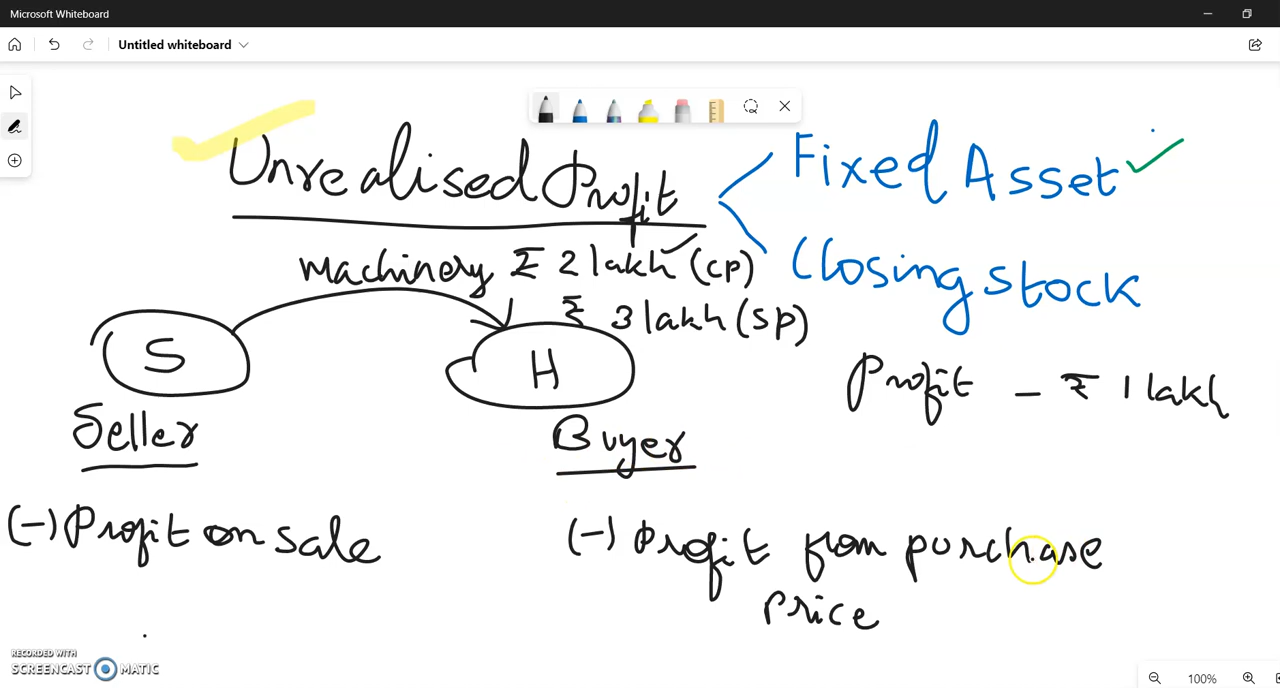 Microsoft Whiteboard
Untitled whiteboard
Unrealised Profit
Fixed Asset
Closing stock
machinery ₹ 2 lakh (CP)
₹ 3 lakh (SP)
S
H
Profit - ₹ 1 lakh
Seller
Buyer
(-) Profit on sale
(-) Profit from purchase
Price
RECORDED WITH
SCREENCAST MATIC
100%